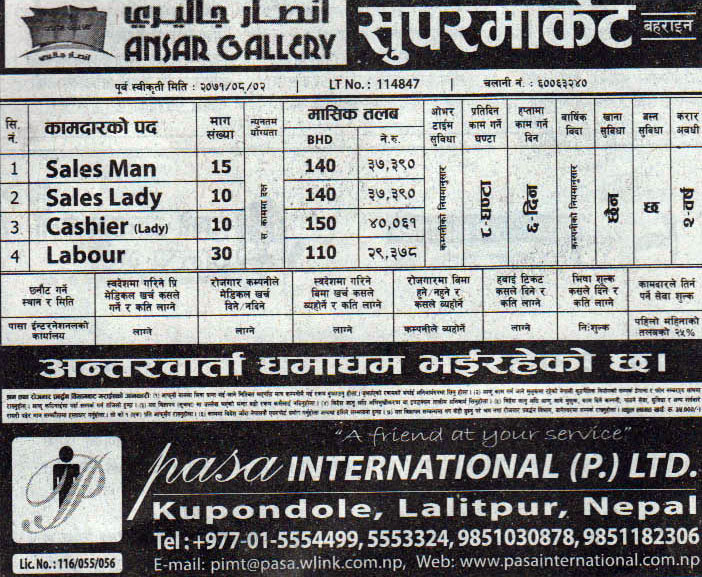 انصار جاليري
ANSAR GALLERY
सुपरमार्केट
बहराइन
पूर्व स्वीकृती मिति : २०७१/०८/०२ | LT No. : 114847 | चलानी नं. : ६००६३२४०
सि. नं. कामदारको पद माग संख्या न्यूनतम योग्यता मासिक तलब BHD ने.रु. ओभर टाईम सुविधा प्रतिदिन काम गर्ने घण्टा हप्तामा काम गर्ने दिन बार्षिक बिदा खाना सुविधा बस्न सुविधा करार अवधी
1 Sales Man 15 140 ३७,३९०
2 Sales Lady 10 140 ३७,३९०
3 Cashier (Lady) 10 150 ४०,०६१
4 Labour 30 110 २९,३७८
स. काममा दक्ष कम्पनीको नियमानुसार ८-घण्टा ६-दिन कम्पनीको नियमानुसार छैन छ २-वर्ष
छनौट गर्ने स्थान र मिति स्वदेशमा गरिने प्रि मेडिकल खर्च कसले गर्ने र कति लाग्ने रोजगार कम्पनीले मेडिकल खर्च दिने/नदिने स्वदेशमा गरिने बिमा खर्च कसले ब्यहोर्ने र कति लाग्ने रोजगारमा बिमा हुने/नहुने र खर्च कसले ब्यहोर्ने हवाई टिकट कसले दिने र कति लाग्ने भिषा शुल्क कसले दिने र कति लाग्ने कामदारले तिर्नु पर्ने सेवा शुल्क
पासा ईन्टरनेशनलको कार्यालय लाग्ने लाग्ने लाग्ने कम्पनीले ब्यहोर्ने लाग्ने नि:शुल्क पहिलो महिनाको तलबको २५%
अन्तरवार्ता धमाधम भईरहेको छ।
"A friend at your service"
pasa INTERNATIONAL (P.) LTD.
Kupondole, Lalitpur, Nepal
Tel : +977-01-5554499, 5553324, 9851030878, 9851182306
Lic. No. : 116/055/056
E-mail: pimt@pasa.wlink.com.np, Web: www.pasainternational.com.np